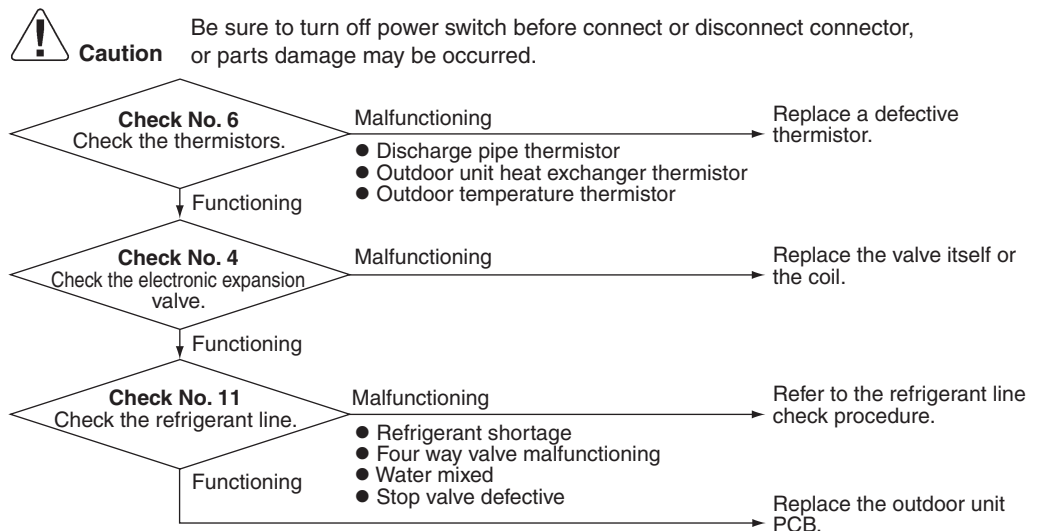 Be sure to turn off power switch before connect or disconnect connector,
Caution or parts damage may be occurred.
Check No. 6
Check the thermistors.
Malfunctioning
● Discharge pipe thermistor
● Outdoor unit heat exchanger thermistor
● Outdoor temperature thermistor
Replace a defective
thermistor.
Functioning
Check No. 4
Check the electronic expansion
valve.
Malfunctioning
Replace the valve itself or
the coil.
Functioning
Check No. 11
Check the refrigerant line.
Malfunctioning
● Refrigerant shortage
● Four way valve malfunctioning
● Water mixed
● Stop valve defective
Refer to the refrigerant line
check procedure.
Functioning
Replace the outdoor unit
PCB.